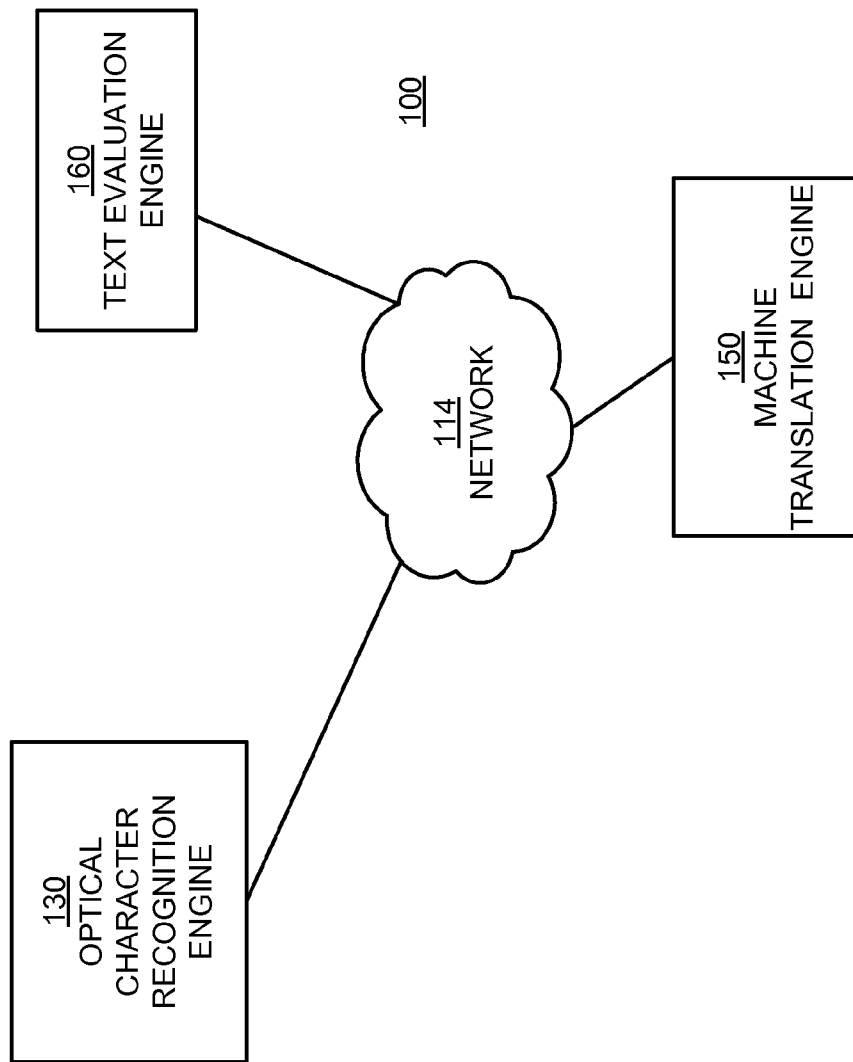 130
OPTICAL
CHARACTER
RECOGNITION
ENGINE
160
TEXT EVALUATION
ENGINE
114
NETWORK
100
150
MACHINE
TRANSLATION ENGINE